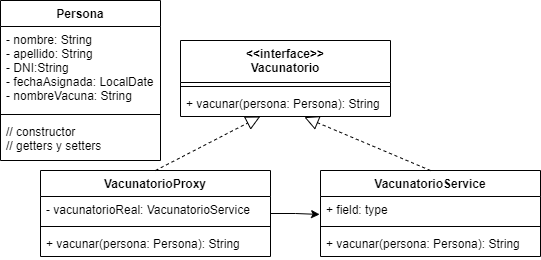 Persona
- nombre: String
- apellido: String
- DNI:String
- fechaAsignada: LocalDate
- nombreVacuna: String
// constructor
// getters y setters
<<interface>>
Vacunatorio
+ vacunar(persona: Persona): String
VacunatorioProxy
- vacunatorioReal: VacunatorioService
+ vacunar(persona: Persona): String
VacunatorioService
+ field: type
+ vacunar(persona: Persona): String